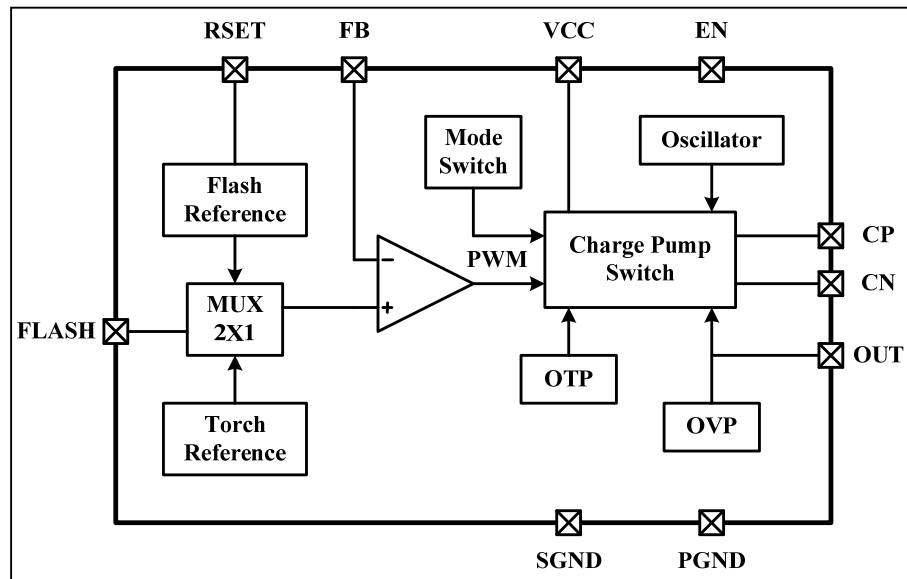 RSET
FB
VCC
EN
Mode
Switch
Oscillator
Flash
Reference
Charge Pump
Switch
PWM
CP
CN
MUX
2X1
FLASH
−
+
OUT
OTP
OVP
Torch
Reference
SGND
PGND